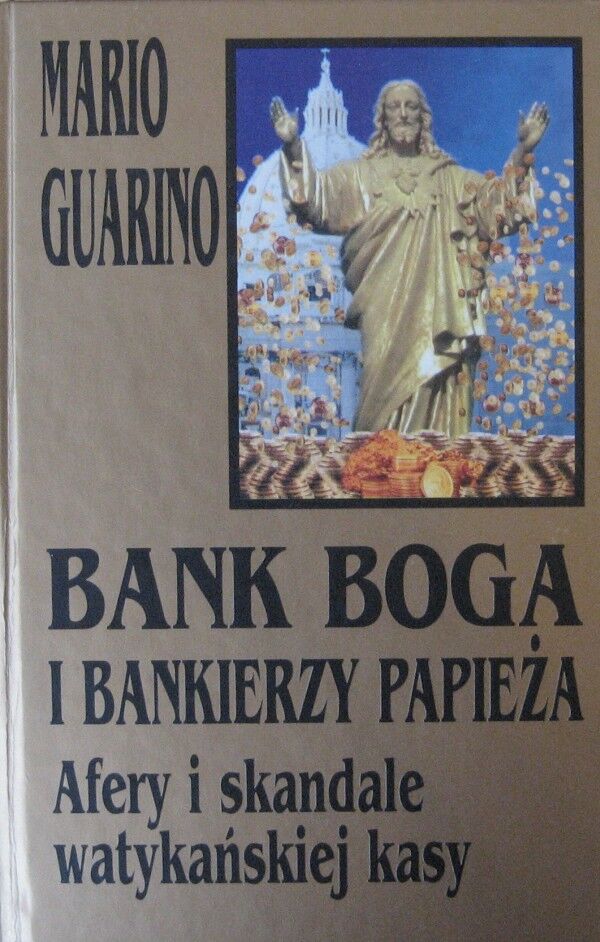 MARIO
GUARINO
BANK BOGA
I BANKIERZY PAPIEŻA
Afery i skandale
watykańskiej kasy